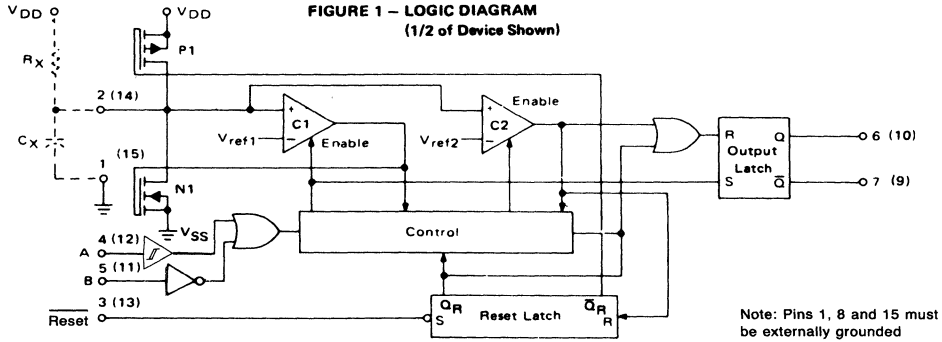 FIGURE 1 – LOGIC DIAGRAM
(1/2 of Device Shown)
VDD
VDD
P1
RX
2 (14)
CX
1 (15)
N1
VSS
+
C1
–
Vref1
Enable
+
C2
–
Vref2
Enable
R Q
Output
Latch
S Q̅
6 (10)
7 (9)
4 (12)
A
5 (11)
B
Control
3 (13)
Reset
QR Q̅R
S Reset Latch R
Note: Pins 1, 8 and 15 must
be externally grounded